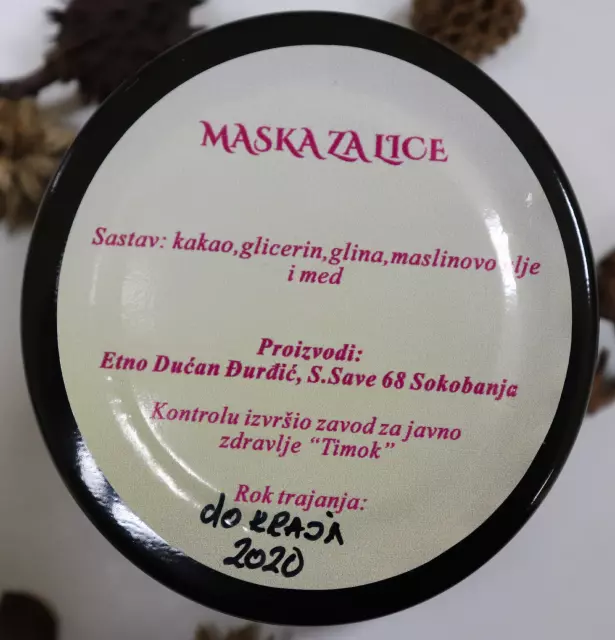 MASKA ZA LICE
Sastav: kakao,glicerin,glina,maslinovo ulje
i med
Proizvodi:
Etno Dućan Đurđić, S.Save 68 Sokobanja
Kontrolu izvršio zavod za javno
zdravlje “Timok”
Rok trajanja:
do kraja
2020